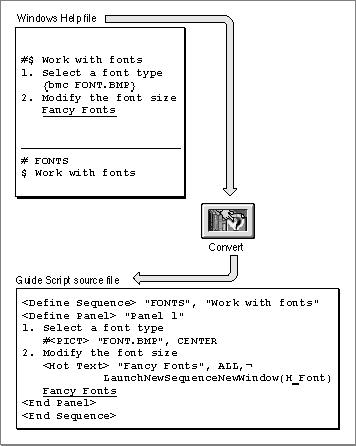 Windows Help file
#$ Work with fonts
1. Select a font type
{bmc FONT.BMP}
2. Modify the font size
Fancy Fonts
# FONTS
$ Work with fonts
Convert
Guide Script source file
<Define Sequence> "FONTS", "Work with fonts"
<Define Panel> "Panel 1"
1. Select a font type
#<PICT> "FONT.BMP", CENTER
2. Modify the font size
<Hot Text> "Fancy Fonts", ALL,¬
LaunchNewSequenceNewWindow(H_Font)
Fancy Fonts
<End Panel>
<End Sequence>